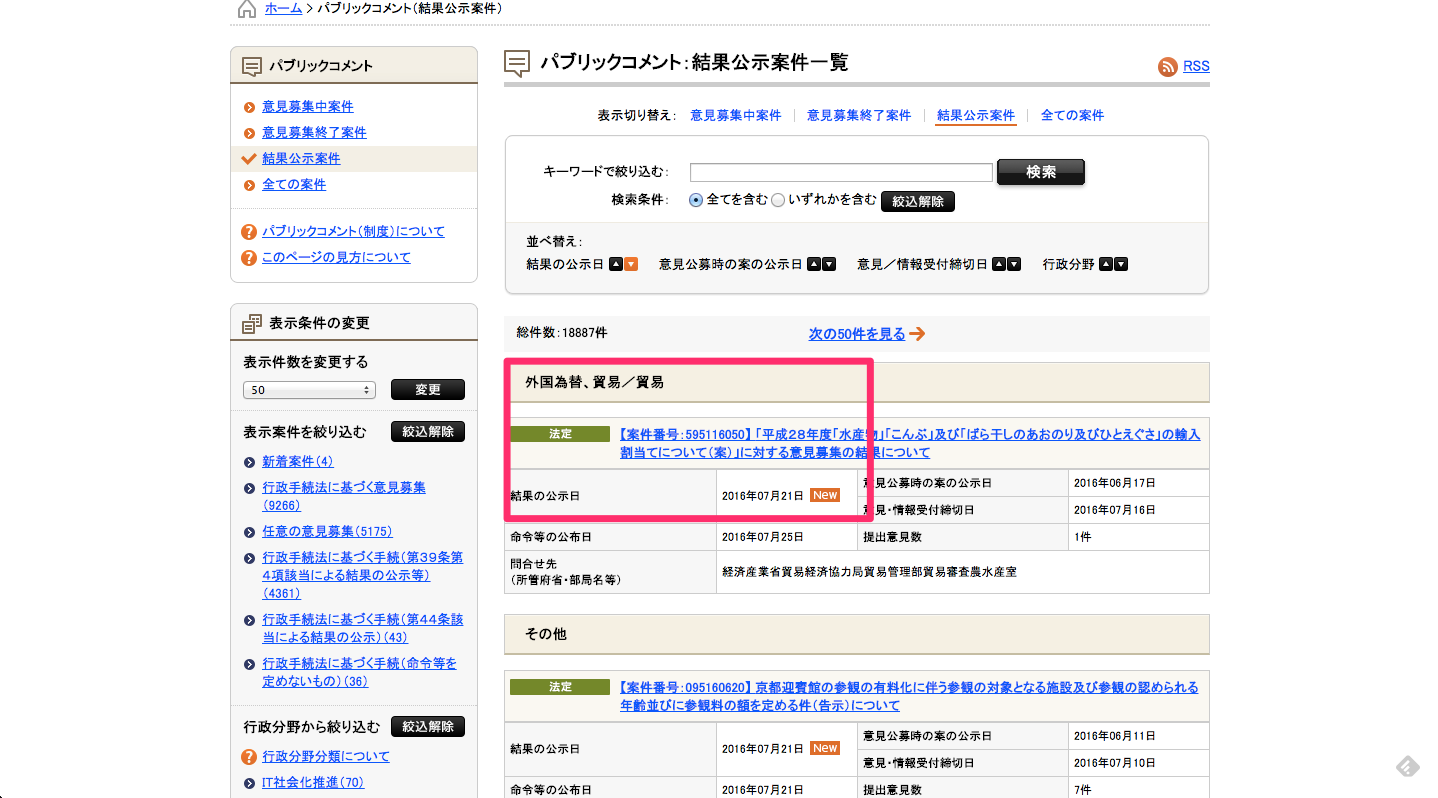 ホーム > パブリックコメント（結果公示案件）
パブリックコメント
意見募集中案件
意見募集終了案件
結果公示案件
全ての案件
パブリックコメント（制度）について
このページの見方について
表示条件の変更
表示件数を変更する
50 変更
表示案件を絞り込む 絞込解除
新着案件（4）
行政手続法に基づく意見募集
（9266）
任意の意見募集（5175）
行政手続法に基づく手続（第３９条第
４項該当による結果の公示等）
（4361）
行政手続法に基づく手続（第４４条該
当による結果の公示）（43）
行政手続法に基づく手続（命令等を
定めないもの）（36）
行政分野から絞り込む 絞込解除
行政分野分類について
IT社会化推進（70）
パブリックコメント：結果公示案件一覧
RSS
表示切り替え： 意見募集中案件 意見募集終了案件 結果公示案件 全ての案件
キーワードで絞り込む： 検索
検索条件： 全てを含む いずれかを含む 絞込解除
並べ替え：
結果の公示日 ▲▼ 意見公募時の案の公示日 ▲▼ 意見／情報受付締切日 ▲▼ 行政分野 ▲▼
総件数：18887件 次の50件を見る
外国為替、貿易／貿易
法定 【案件番号：595116050】 「平成２８年度「水産物」「こんぶ」及び「ばら干しのあおのり及びひとえぐさ」の輸入
割当てについて（案）」に対する意見募集の結果について
結果の公示日 2016年07月21日 New 意見公募時の案の公示日 2016年06月17日
意見・情報受付締切日 2016年07月16日
命令等の公布日 2016年07月25日 提出意見数 1件
問合せ先
（所管府省・部局名等） 経済産業省貿易経済協力局貿易管理部貿易審査農水産室
その他
法定 【案件番号：095160620】 京都迎賓館の参観の有料化に伴う参観の対象となる施設及び参観の認められる
年齢並びに参観料の額を定める件（告示）について
結果の公示日 2016年07月21日 New 意見公募時の案の公示日 2016年06月11日
意見・情報受付締切日 2016年07月10日
命令等の公布日 2016年07月21日 提出意見数 7件